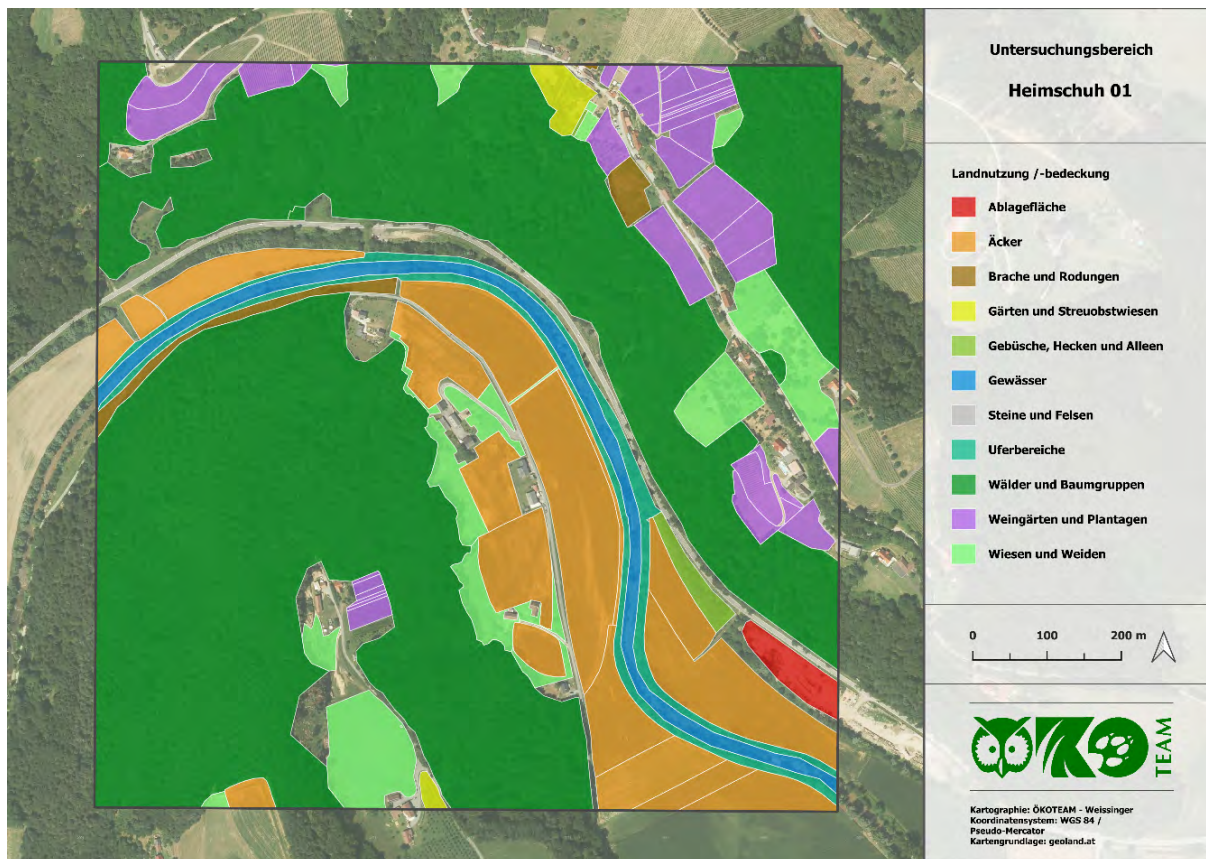 Untersuchungsbereich
Heimschuh 01
Landnutzung /-bedeckung
Ablagefläche
Äcker
Brache und Rodungen
Gärten und Streuobstwiesen
Gebüsche, Hecken und Alleen
Gewässer
Steine und Felsen
Uferbereiche
Wälder und Baumgruppen
Weingärten und Plantagen
Wiesen und Weiden
0 100 200 m
ÖKO
TEAM
Kartographie: ÖKOTEAM - Weissinger
Koordinatensystem: WGS 84 /
Pseudo-Mercator
Kartengrundlage: geoland.at